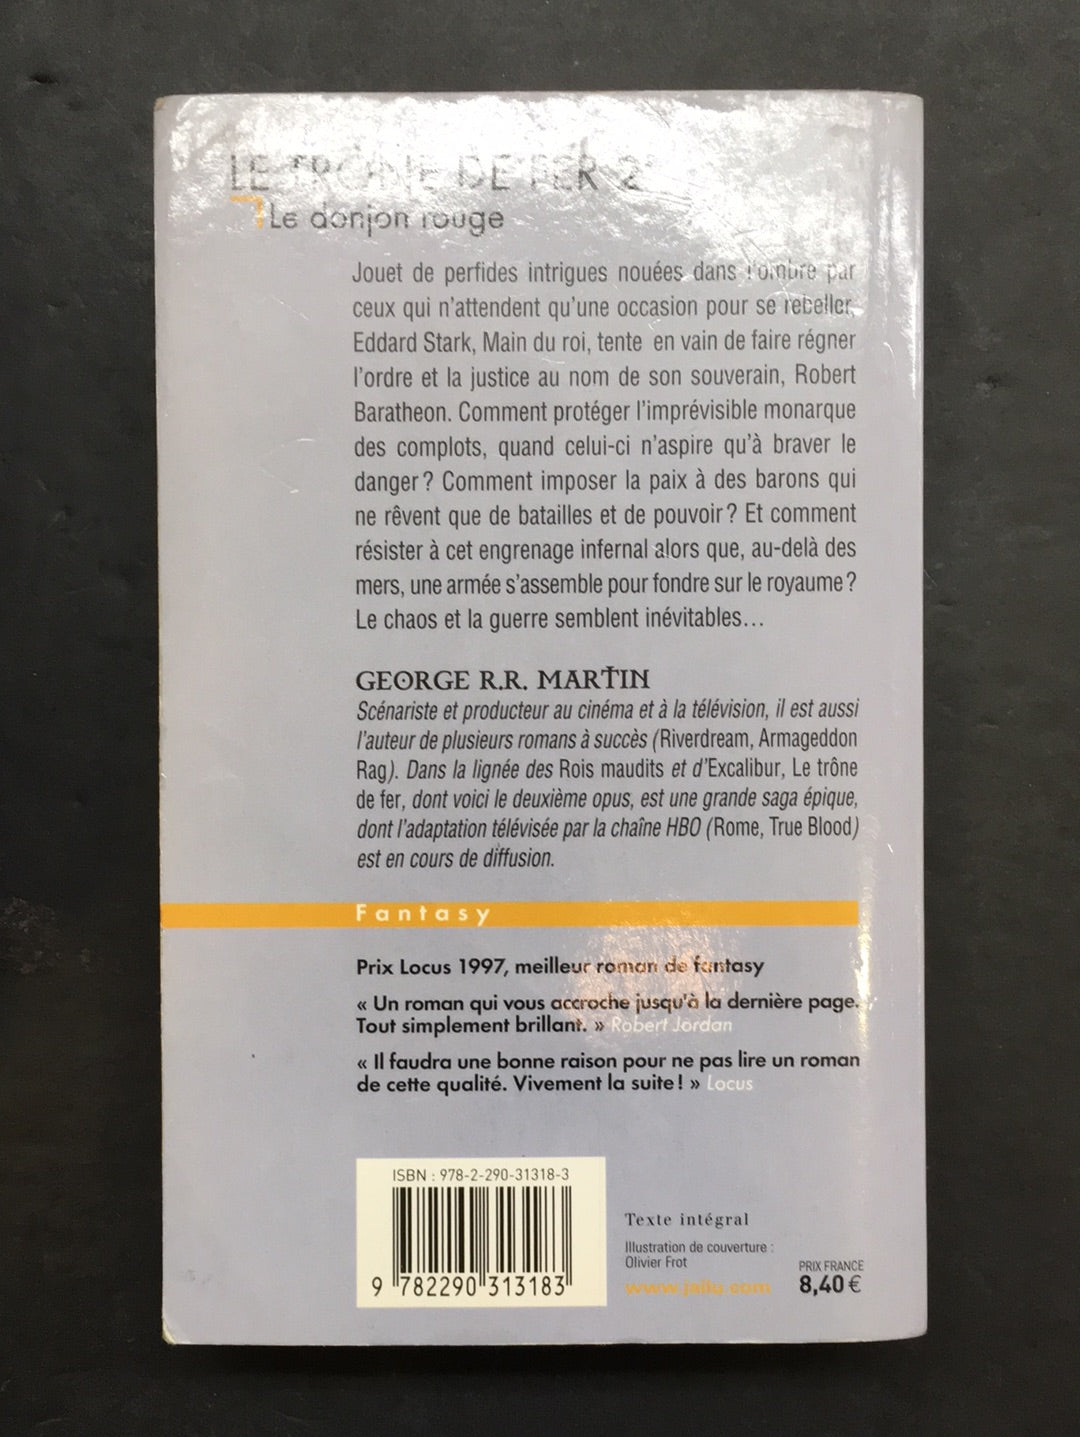 LE TRÔNE DE FER 2
Le donjon rouge
Jouet de perfides intrigues nouées dans l'ombre par
ceux qui n'attendent qu'une occasion pour se rebeller,
Eddard Stark, Main du roi, tente en vain de faire régner
l'ordre et la justice au nom de son souverain, Robert
Baratheon. Comment protéger l'imprévisible monarque
des complots, quand celui-ci n'aspire qu'à braver le
danger ? Comment imposer la paix à des barons qui
ne rêvent que de batailles et de pouvoir ? Et comment
résister à cet engrenage infernal alors que, au-delà des
mers, une armée s'assemble pour fondre sur le royaume ?
Le chaos et la guerre semblent inévitables...
GEORGE R.R. MARTIN
Scénariste et producteur au cinéma et à la télévision, il est aussi
l'auteur de plusieurs romans à succès (Riverdream, Armageddon
Rag). Dans la lignée des Rois maudits et d'Excalibur, Le trône
de fer, dont voici le deuxième opus, est une grande saga épique,
dont l'adaptation télévisée par la chaîne HBO (Rome, True Blood)
est en cours de diffusion.
Fantasy
Prix Locus 1997, meilleur roman de fantasy
« Un roman qui vous accroche jusqu'à la dernière page.
Tout simplement brillant. » Robert Jordan
« Il faudra une bonne raison pour ne pas lire un roman
de cette qualité. Vivement la suite ! » Locus
ISBN : 978-2-290-31318-3
9 782290 313183
Texte intégral
Illustration de couverture :
Olivier Frot
www.jailu.com
PRIX FRANCE
8,40 €